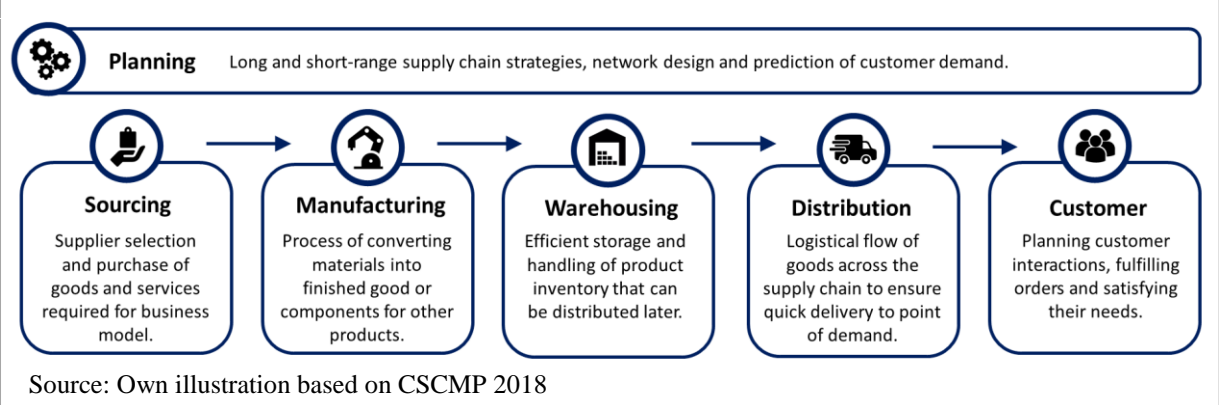 Planning
Long and short-range supply chain strategies, network design and prediction of customer demand.
Sourcing
Supplier selection
and purchase of
goods and services
required for business
model.
Manufacturing
Process of converting
materials into
finished good or
components for other
products.
Warehousing
Efficient storage and
handling of product
inventory that can
be distributed later.
Distribution
Logistical flow of
goods across the
supply chain to ensure
quick delivery to point
of demand.
Customer
Planning customer
interactions, fulfilling
orders and satisfying
their needs.
Source: Own illustration based on CSCMP 2018